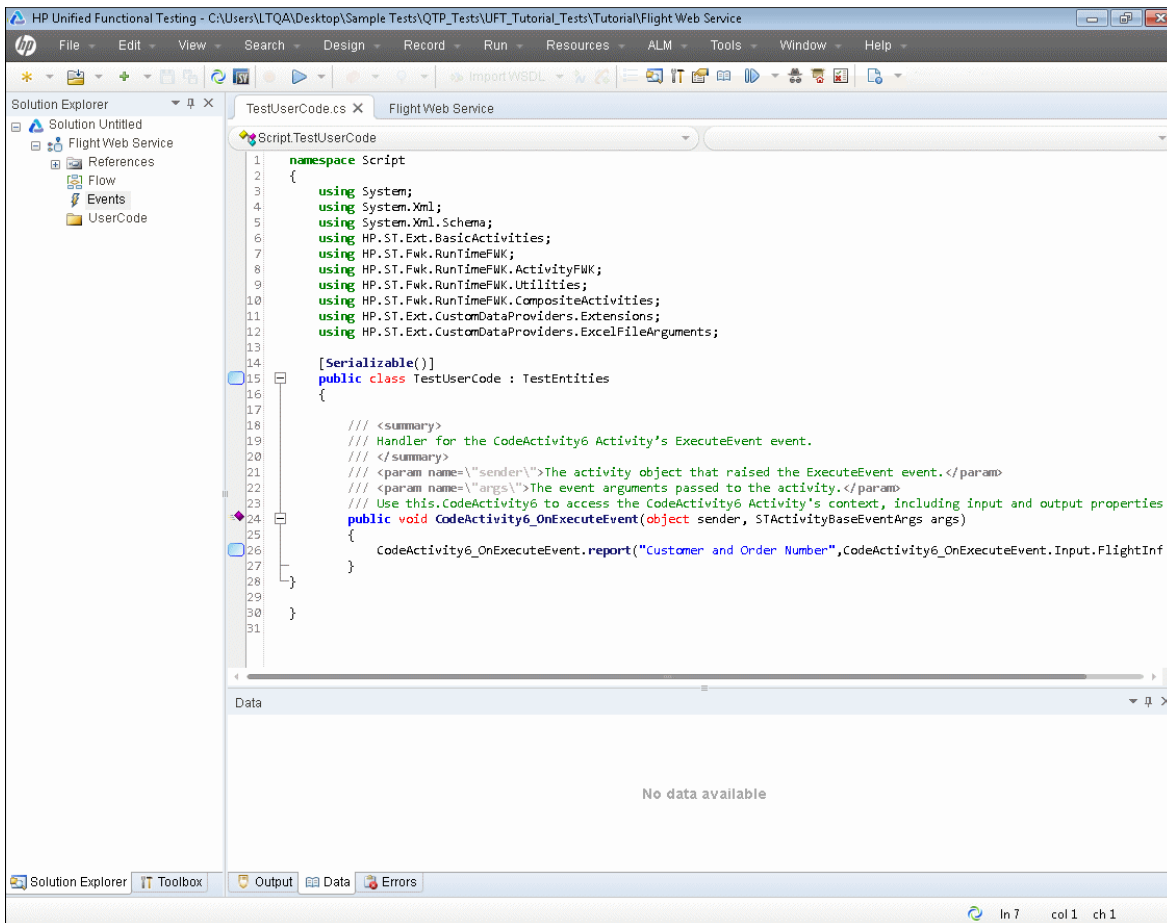 HP Unified Functional Testing - C:\Users\LTQA\Desktop\Sample Tests\QTP_Tests\UFT_Tutorial_Tests\Tutorial\Flight Web Service
hp File Edit View Search Design Record Run Resources ALM Tools Window Help
Import WSDL
Solution Explorer
Solution Untitled
Flight Web Service
References
Flow
Events
UserCode
TestUserCode.cs Flight Web Service
Script.TestUserCode
1 namespace Script
2 {
3 using System;
4 using System.Xml;
5 using System.Xml.Schema;
6 using HP.ST.Ext.BasicActivities;
7 using HP.ST.Fwk.RunTimeFWK;
8 using HP.ST.Fwk.RunTimeFWK.ActivityFWK;
9 using HP.ST.Fwk.RunTimeFWK.Utilities;
10 using HP.ST.Fwk.RunTimeFWK.CompositeActivities;
11 using HP.ST.Ext.CustomDataProviders.Extensions;
12 using HP.ST.Ext.CustomDataProviders.ExcelFileArguments;
13
14 [Serializable()]
15 public class TestUserCode : TestEntities
16 {
17
18 /// <summary>
19 /// Handler for the CodeActivity6 Activity's ExecuteEvent event.
20 /// </summary>
21 /// <param name=\"sender\">The activity object that raised the ExecuteEvent event.</param>
22 /// <param name=\"args\">The event arguments passed to the activity.</param>
23 /// Use this.CodeActivity6 to access the CodeActivity6 Activity's context, including input and output properties
24 public void CodeActivity6_OnExecuteEvent(object sender, STActivityBaseEventArgs args)
25 {
26 CodeActivity6_OnExecuteEvent.report("Customer and Order Number",CodeActivity6_OnExecuteEvent.Input.FlightInf
27 }
28 }
29
30 }
31
Data
No data available
Solution Explorer Toolbox Output Data Errors
ln 7 col 1 ch 1